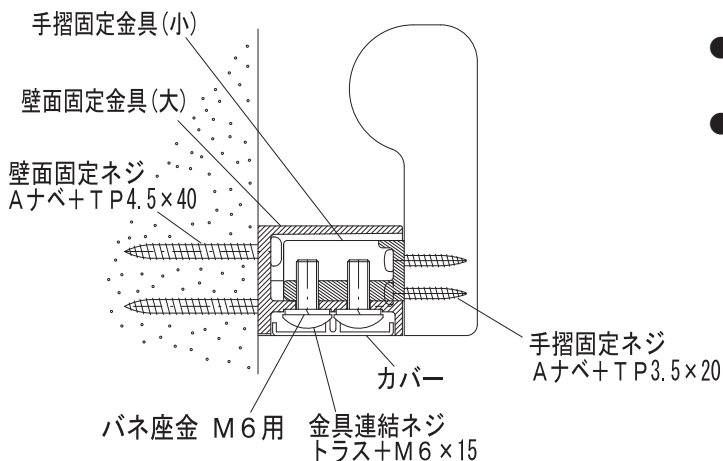 手摺固定金具(小)
壁面固定金具(大)
壁面固定ネジ
Aナベ+TP4.5×40
手摺固定ネジ
Aナベ+TP3.5×20
カバー
バネ座金 M6用
金具連結ネジ
トラス+M6×15